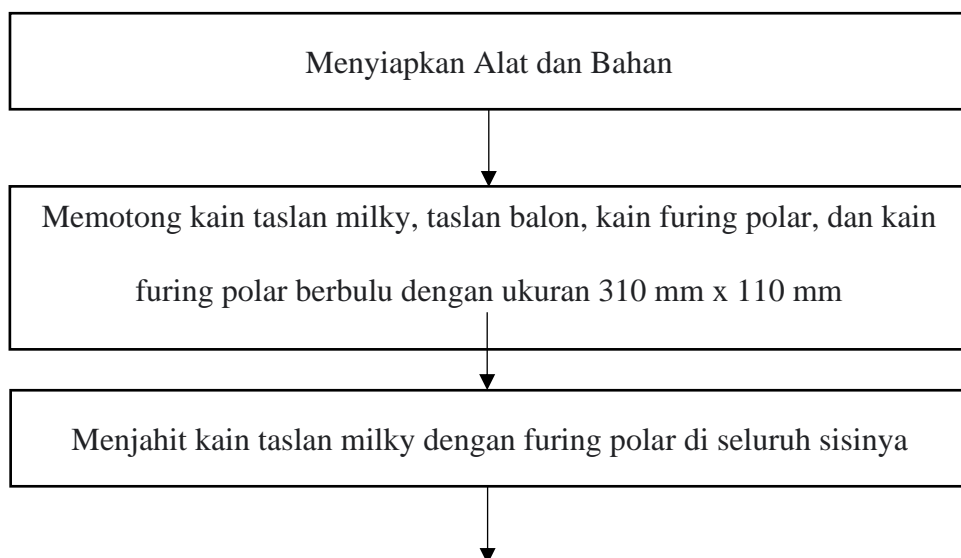 Menyiapkan Alat dan Bahan
Memotong kain taslan milky, taslan balon, kain furing polar, dan kain
furing polar berbulu dengan ukuran 310 mm x 110 mm
Menjahit kain taslan milky dengan furing polar di seluruh sisinya